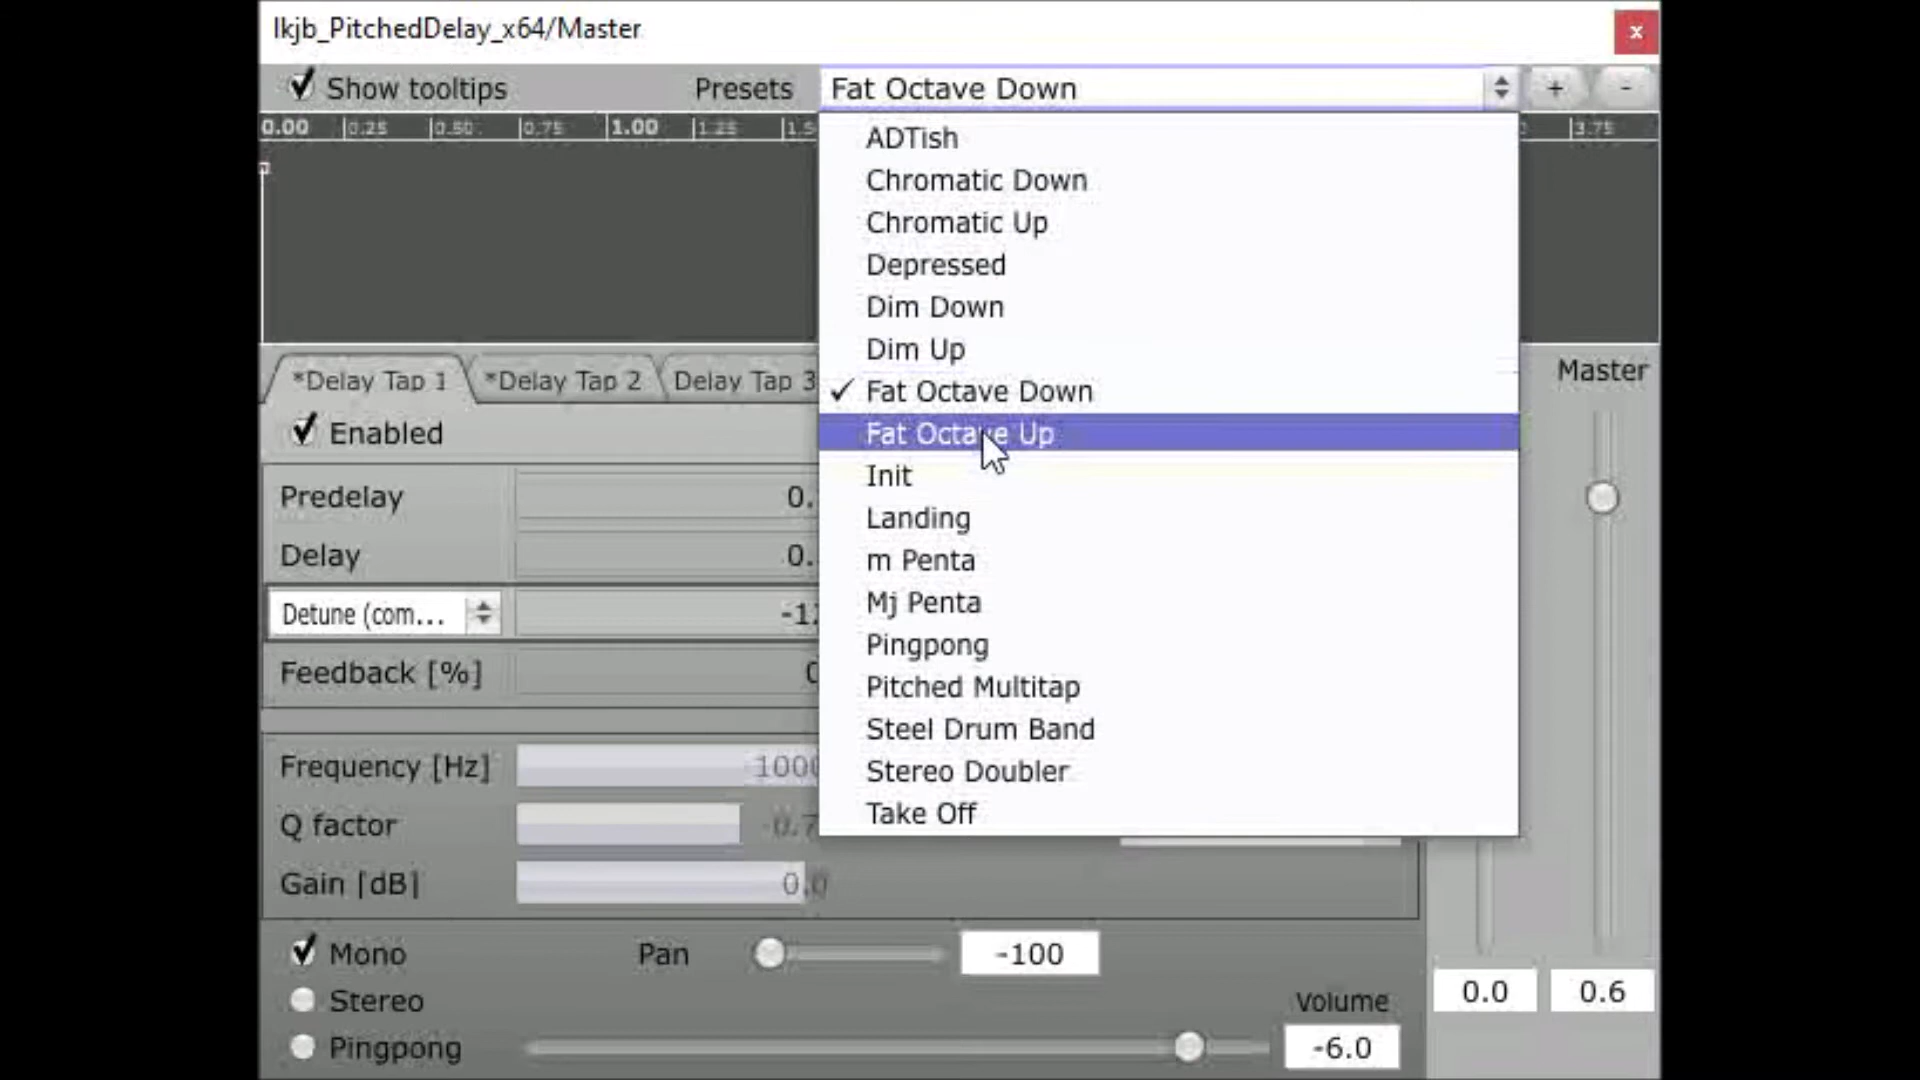 lkjb_PitchedDelay_x64/Master
x
Show tooltips
Presets
Fat Octave Down
+
-
0.00 0.25 0.50 0.75 1.00 1.25 3.75
ADTish
Chromatic Down
Chromatic Up
Depressed
Dim Down
Dim Up
Fat Octave Down
Fat Octave Up
Init
Landing
m Penta
Mj Penta
Pingpong
Pitched Multitap
Steel Drum Band
Stereo Doubler
Take Off
*Delay Tap 1
*Delay Tap 2
Delay Tap 3
Master
Enabled
Predelay
Delay
Detune (com...
Feedback [%]
Frequency [Hz]
Q factor
Gain [dB]
0.0
Mono
Pan
-100
Stereo
Pingpong
Volume
-6.0
0.0
0.6